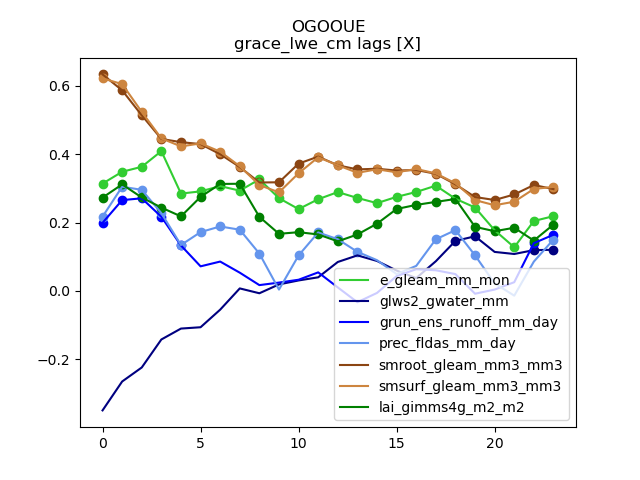 OGOOUE
grace_lwe_cm lags [X]
0.6
0.4
0.2
0.0
−0.2
0
5
10
15
20
e_gleam_mm_mon
glws2_gwater_mm
grun_ens_runoff_mm_day
prec_fldas_mm_day
smroot_gleam_mm3_mm3
smsurf_gleam_mm3_mm3
lai_gimms4g_m2_m2